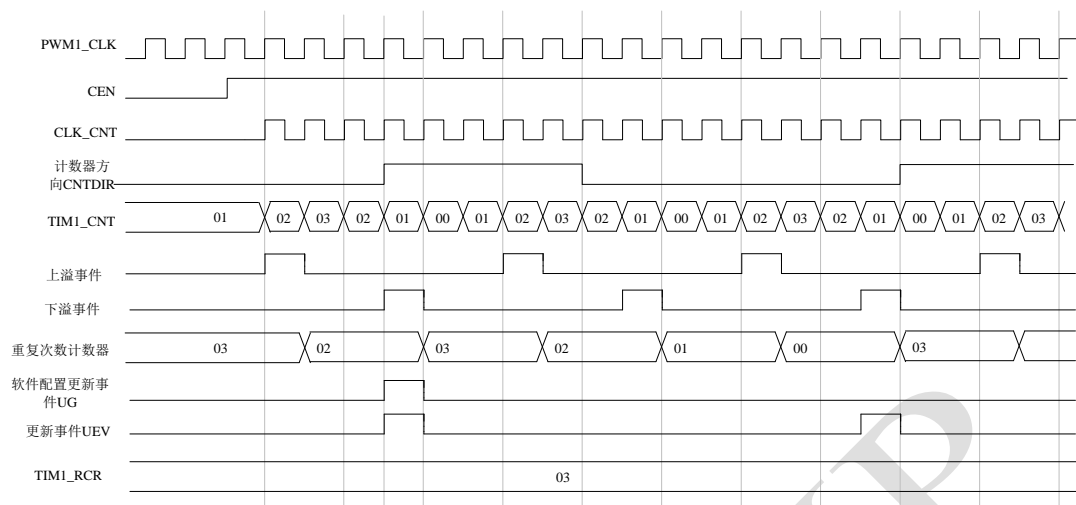 PWM1_CLK
CEN
CLK_CNT
计数器方
向CNTDIR
TIM1_CNT 01 02 03 02 01 00 01 02 03 02 01 00 01 02 03 02 01 00 01 02 03
上溢事件
下溢事件
重复次数计数器 03 02 03 02 01 00 03
软件配置更新事
件UG
更新事件UEV
TIM1_RCR 03